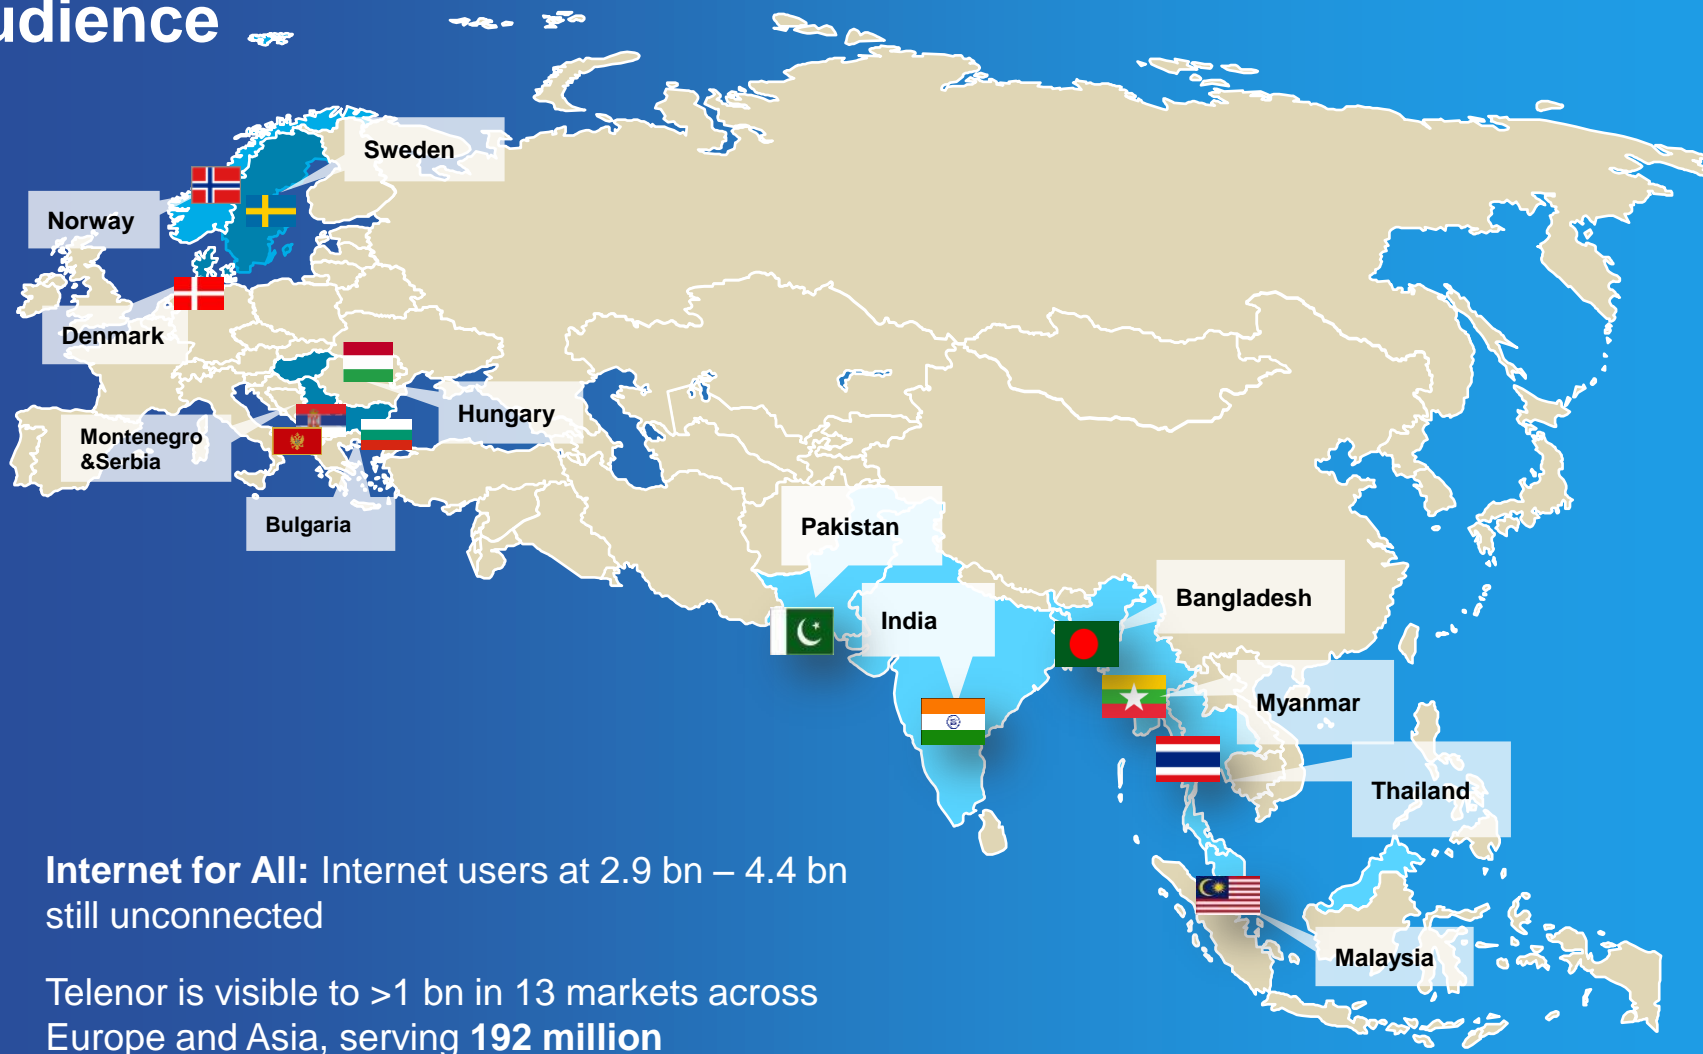 Sweden
Norway
Denmark
Hungary
Montenegro
&Serbia
Bulgaria
Pakistan
India
Bangladesh
Myanmar
Thailand
Malaysia
Internet for All: Internet users at 2.9 bn – 4.4 bn
still unconnected
Telenor is visible to >1 bn in 13 markets across
Europe and Asia, serving 192 million